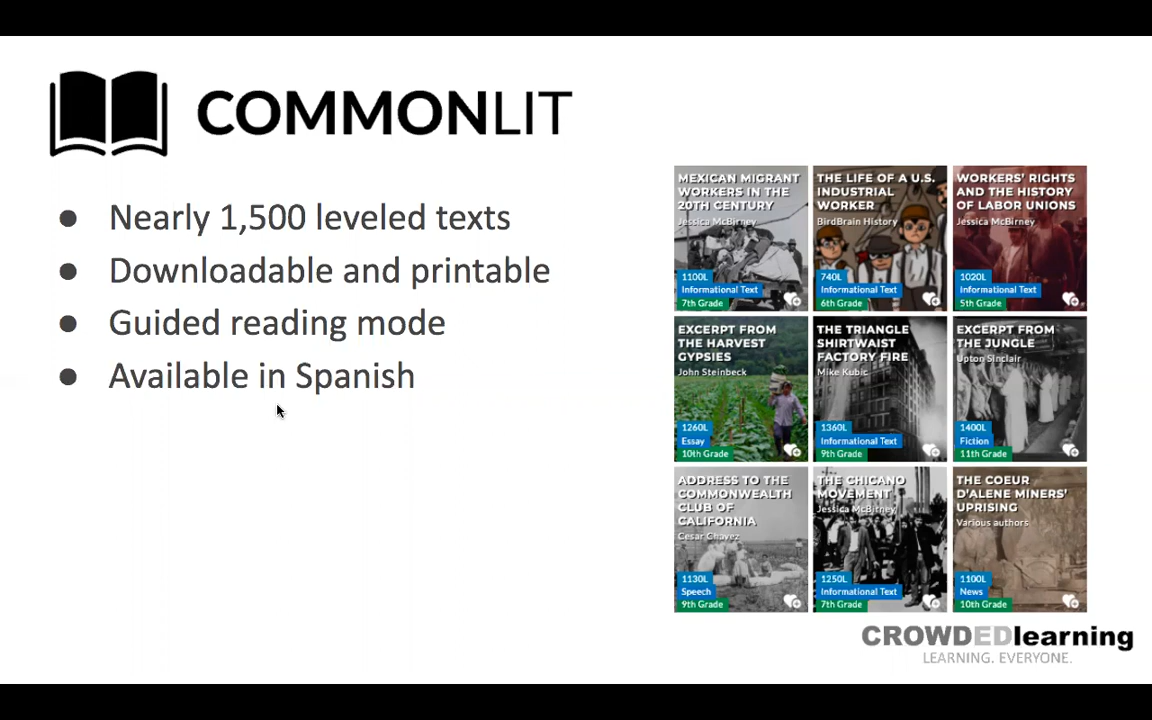 COMMONLIT
● Nearly 1,500 leveled texts
● Downloadable and printable
● Guided reading mode
● Available in Spanish
MEXICAN MIGRANT
WORKERS IN THE
20TH CENTURY
Jessica McBirney
1100L
Informational Text
7th Grade
THE LIFE OF A U.S.
INDUSTRIAL
WORKER
BirdBrain History
740L
Informational Text
6th Grade
WORKERS' RIGHTS
AND THE HISTORY
OF LABOR UNIONS
Jessica McBirney
1020L
Informational Text
5th Grade
EXCERPT FROM
THE HARVEST
GYPSIES
John Steinbeck
1260L
Essay
10th Grade
THE TRIANGLE
SHIRTWAIST
FACTORY FIRE
Mike Kubic
1360L
Informational Text
9th Grade
EXCERPT FROM
THE JUNGLE
Upton Sinclair
1400L
Fiction
11th Grade
ADDRESS TO THE
COMMONWEALTH
CLUB OF
CALIFORNIA
Cesar Chavez
1130L
Speech
9th Grade
THE CHICANO
MOVEMENT
Jessica McBirney
1250L
Informational Text
7th Grade
THE COEUR
D'ALENE MINERS'
UPRISING
Various authors
1100L
News
10th Grade
CROWDEDlearning
LEARNING. EVERYONE.